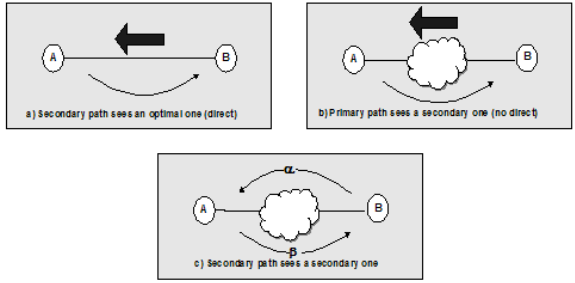 A
B
a) Secondary path sees an optimal one (direct)
A
B
b) Primary path sees a secondary one (no direct)
α
A
B
β
c) Secondary path sees a secondary one